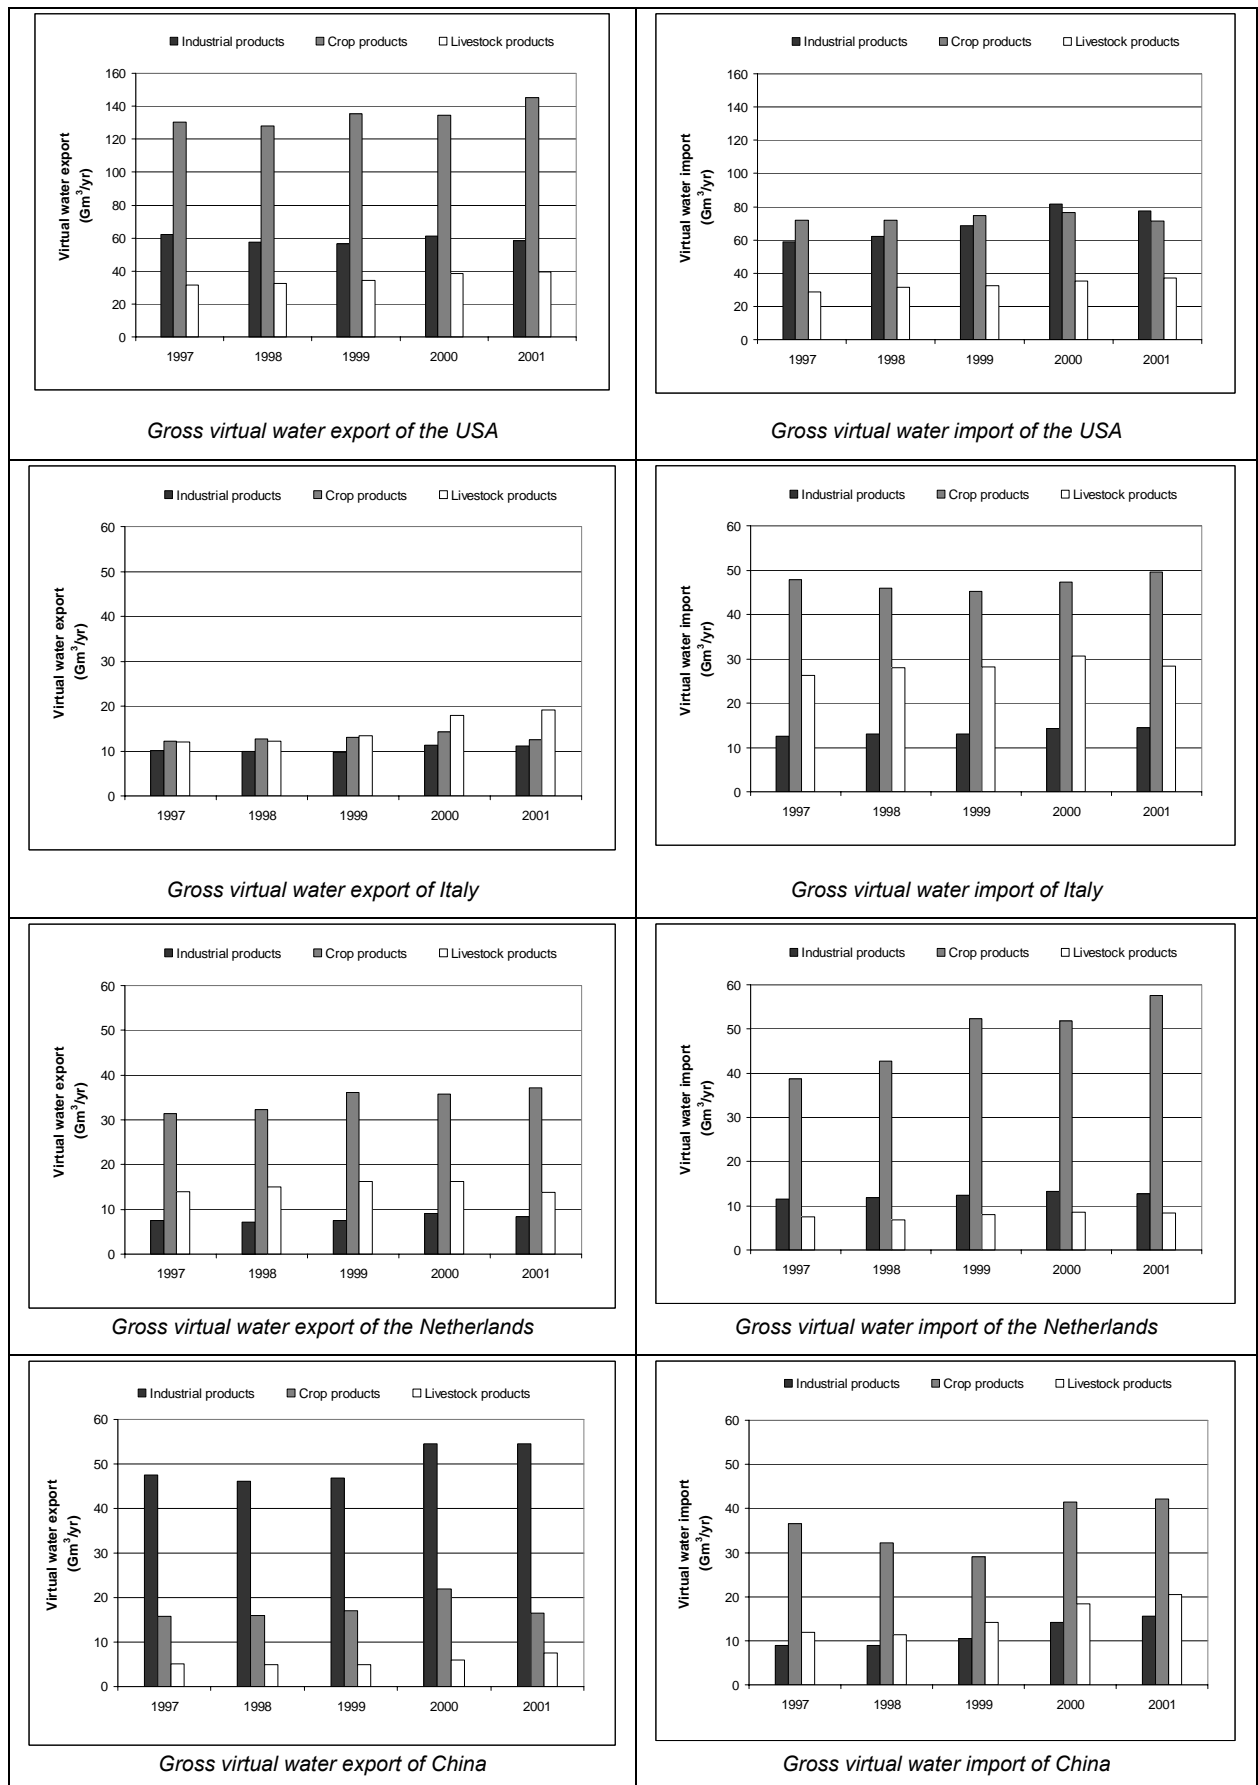 Industrial products Crop products Livestock products
160
140
120
100
80
60
40
20
0
Virtual water export
(Gm³/yr)
1997 1998 1999 2000 2001
Gross virtual water export of the USA
Industrial products Crop products Livestock products
160
140
120
100
80
60
40
20
0
Virtual water import
(Gm³/yr)
1997 1998 1999 2000 2001
Gross virtual water import of the USA
Industrial products Crop products Livestock products
60
50
40
30
20
10
0
Virtual water export
(Gm³/yr)
1997 1998 1999 2000 2001
Gross virtual water export of Italy
Industrial products Crop products Livestock products
60
50
40
30
20
10
0
Virtual water import
(Gm³/yr)
1997 1998 1999 2000 2001
Gross virtual water import of Italy
Industrial products Crop products Livestock products
60
50
40
30
20
10
0
Virtual water export
(Gm³/yr)
1997 1998 1999 2000 2001
Gross virtual water export of the Netherlands
Industrial products Crop products Livestock products
60
50
40
30
20
10
0
Virtual water import
(Gm³/yr)
1997 1998 1999 2000 2001
Gross virtual water import of the Netherlands
Industrial products Crop products Livestock products
60
50
40
30
20
10
0
Virtual water export
(Gm³/yr)
1997 1998 1999 2000 2001
Gross virtual water export of China
Industrial products Crop products Livestock products
60
50
40
30
20
10
0
Virtual water import
(Gm³/yr)
1997 1998 1999 2000 2001
Gross virtual water import of China